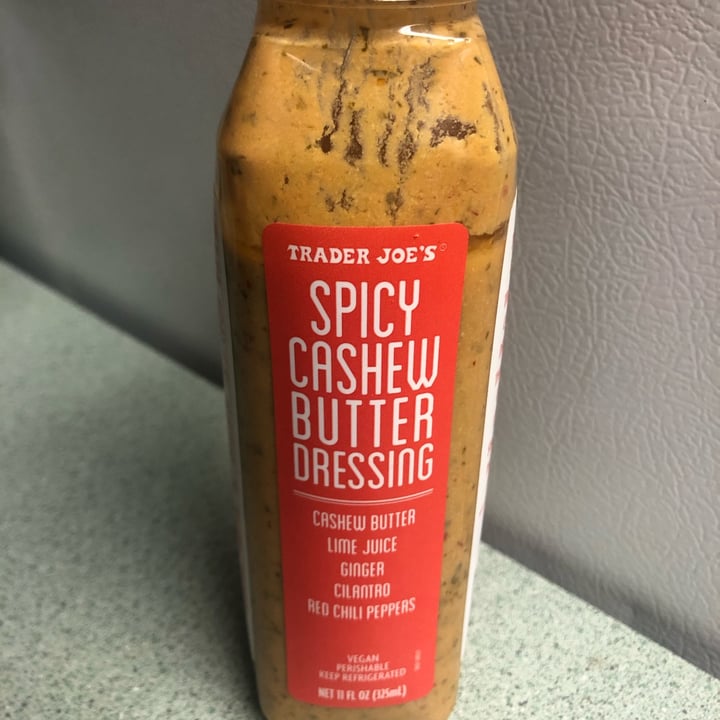 TRADER JOE'S
SPICY
CASHEW
BUTTER
DRESSING
CASHEW BUTTER
LIME JUICE
GINGER
CILANTRO
RED CHILI PEPPERS
VEGAN
PERISHABLE
KEEP REFRIGERATED
NET 11 FL OZ (325mL)